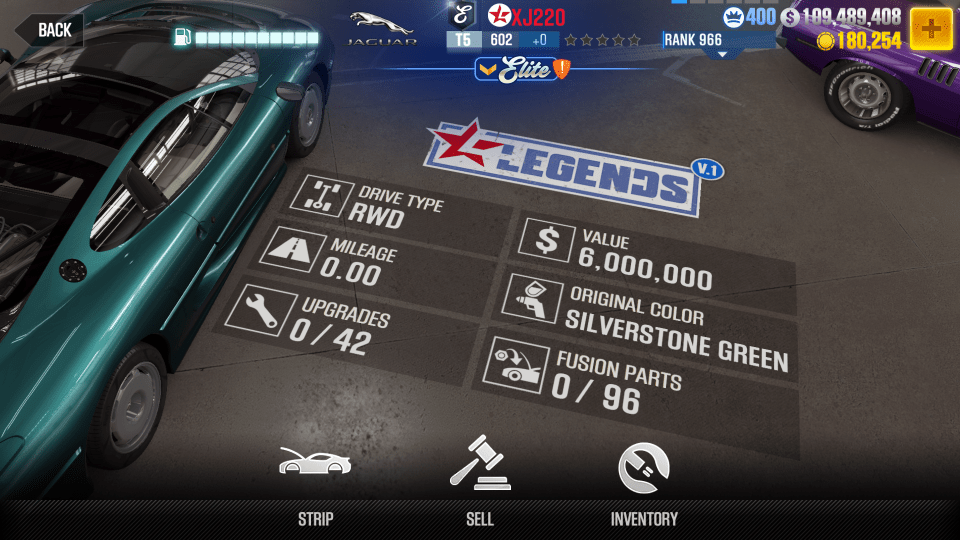 BACK
JAGUAR
XJ220
T5 602 +0
400
$ 199,489,408
RANK 966
180,254
Elite
LEGENDS V.1
DRIVE TYPE
RWD
MILEAGE
0.00
UPGRADES
0 / 42
VALUE
6,000,000
ORIGINAL COLOR
SILVERSTONE GREEN
FUSION PARTS
0 / 96
STRIP
SELL
INVENTORY